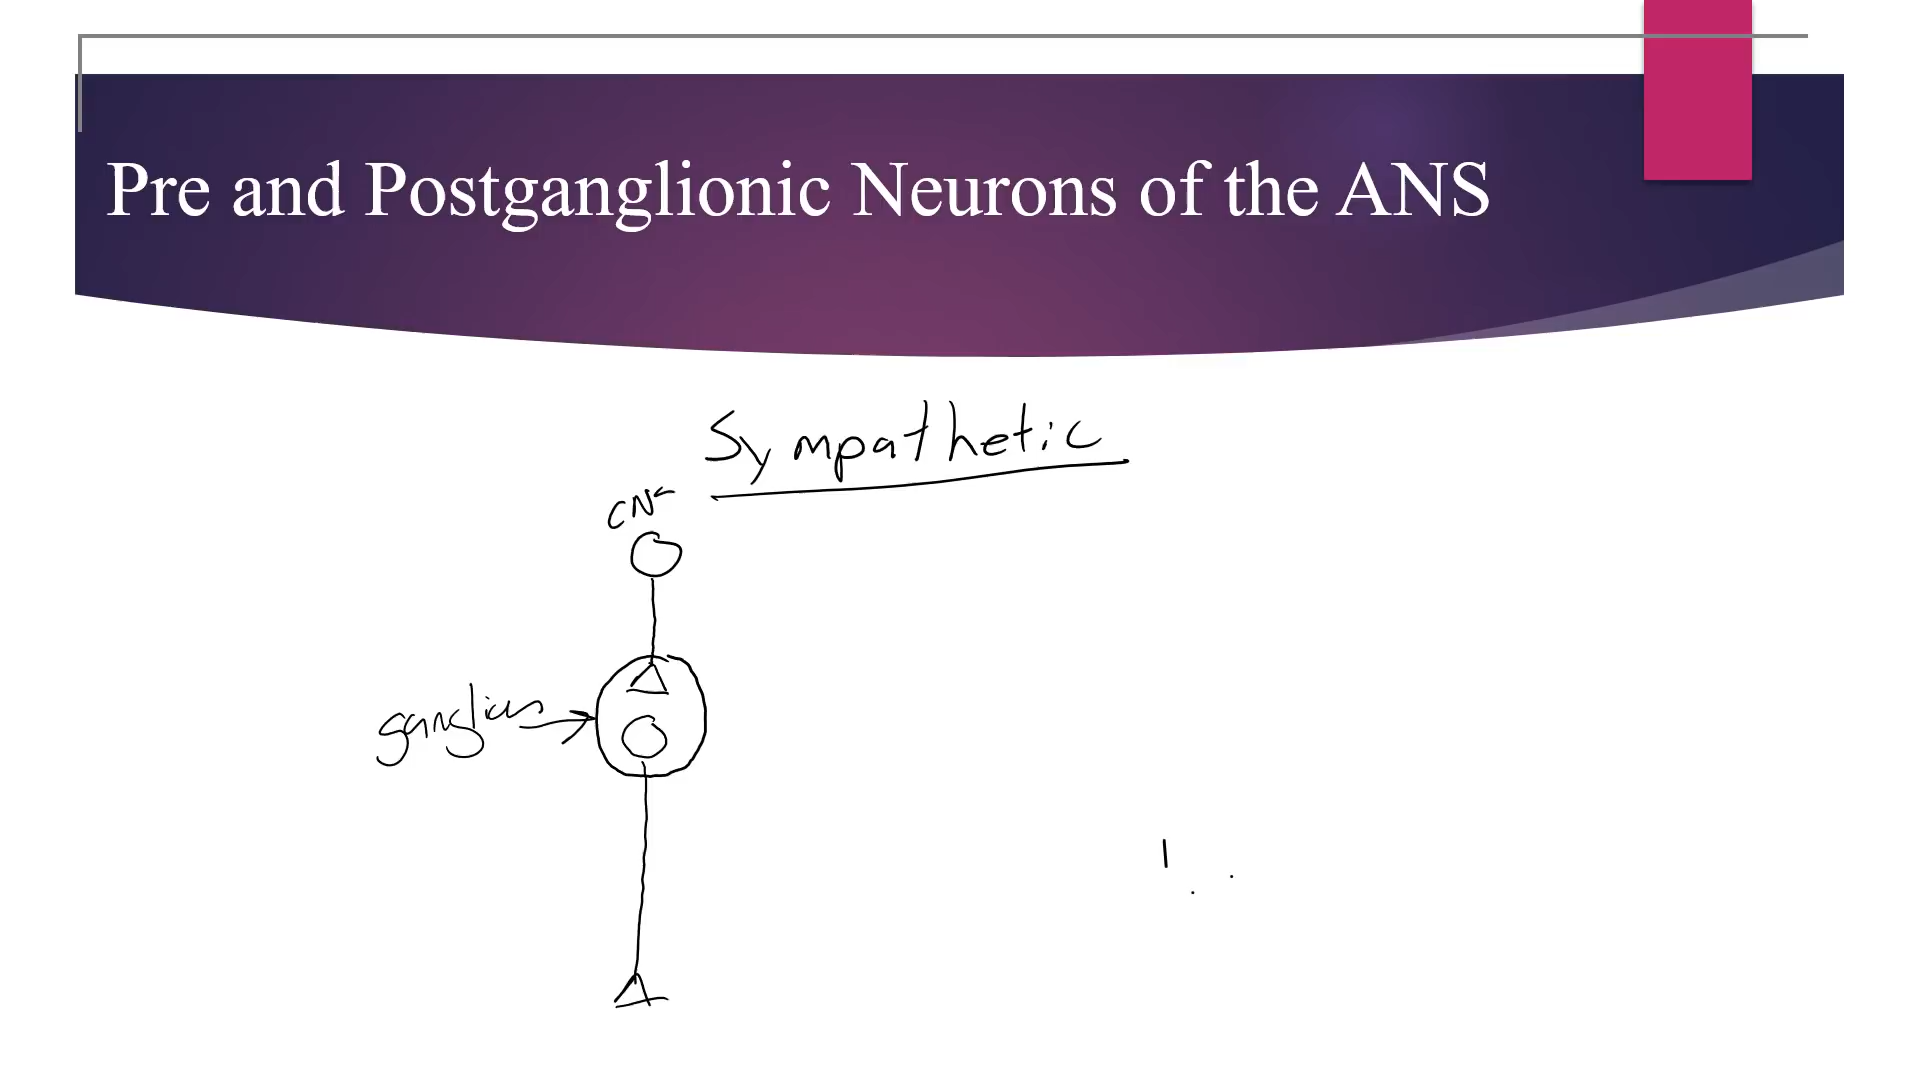 Pre and Postganglionic Neurons of the ANS
Sympathetic
CNS
ganglion